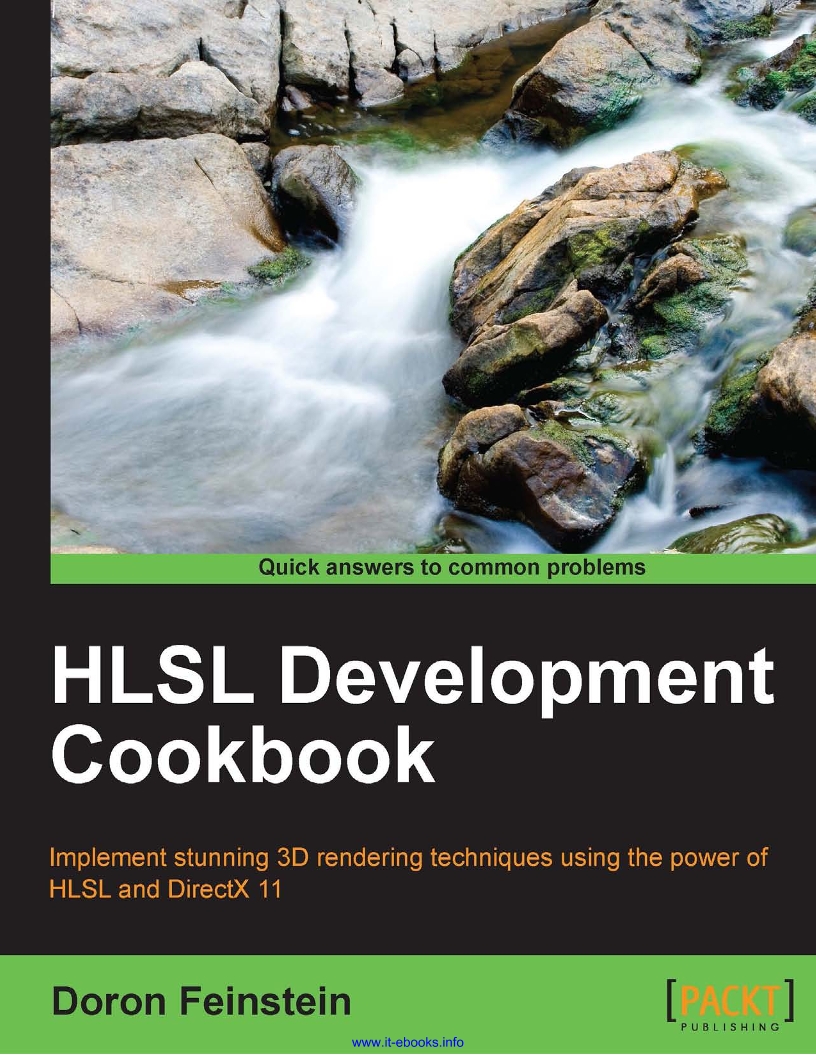 Quick answers to common problems
HLSL Development
Cookbook
Implement stunning 3D rendering techniques using the power of
HLSL and DirectX 11
Doron Feinstein
[PACKT]
PUBLISHING
www.it-ebooks.info